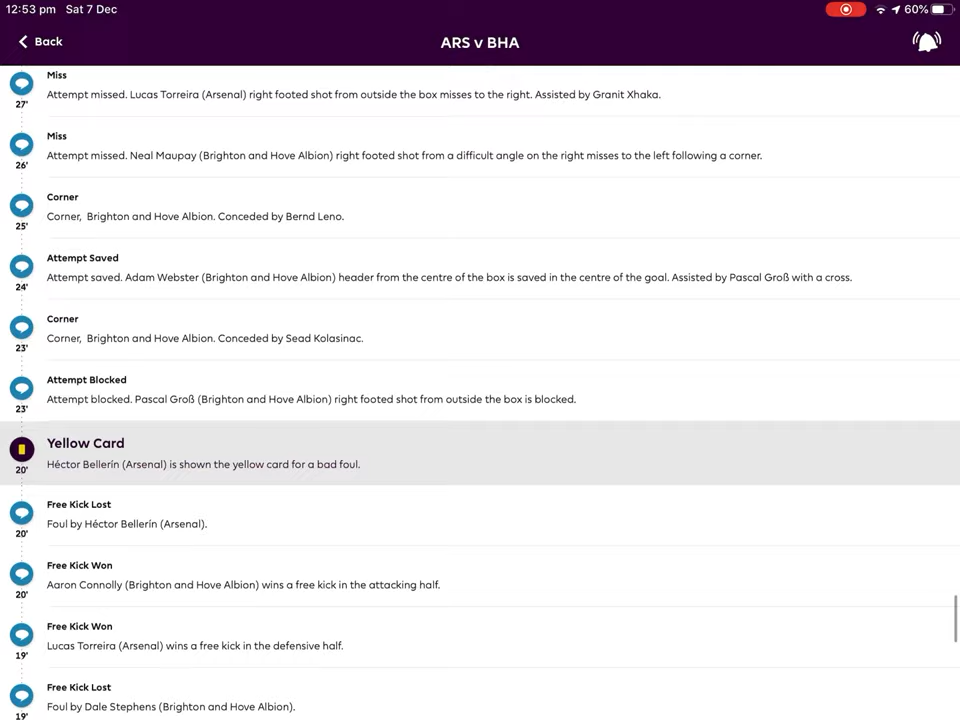 12:53 pm Sat 7 Dec
60%
Back
ARS v BHA
Miss
27'
Attempt missed. Lucas Torreira (Arsenal) right footed shot from outside the box misses to the right. Assisted by Granit Xhaka.
Miss
26'
Attempt missed. Neal Maupay (Brighton and Hove Albion) right footed shot from a difficult angle on the right misses to the left following a corner.
Corner
25'
Corner, Brighton and Hove Albion. Conceded by Bernd Leno.
Attempt Saved
24'
Attempt saved. Adam Webster (Brighton and Hove Albion) header from the centre of the box is saved in the centre of the goal. Assisted by Pascal Groß with a cross.
Corner
23'
Corner, Brighton and Hove Albion. Conceded by Sead Kolasinac.
Attempt Blocked
23'
Attempt blocked. Pascal Groß (Brighton and Hove Albion) right footed shot from outside the box is blocked.
Yellow Card
20'
Héctor Bellerín (Arsenal) is shown the yellow card for a bad foul.
Free Kick Lost
20'
Foul by Héctor Bellerín (Arsenal).
Free Kick Won
20'
Aaron Connolly (Brighton and Hove Albion) wins a free kick in the attacking half.
Free Kick Won
19'
Lucas Torreira (Arsenal) wins a free kick in the defensive half.
Free Kick Lost
19'
Foul by Dale Stephens (Brighton and Hove Albion).